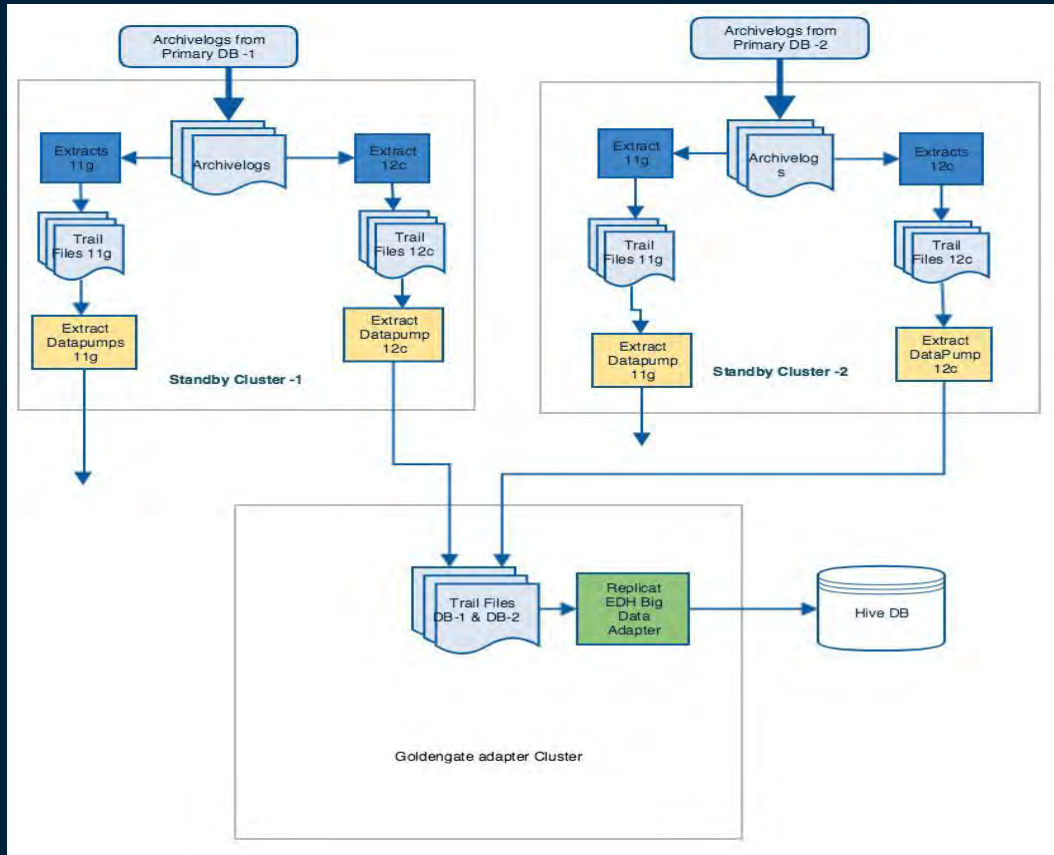 Archivelogs from
Primary DB -1
Archivelogs from
Primary DB -2
Extracts
11g
Archivelogs
Extract
12c
Extract
11g
Archivelog
s
Extracts
12c
Trail
Files 11g
Trail
Files 12c
Trail
Files 11g
Trail
Files 12c
Extract
Datapumps
11g
Extract
Datapump
12c
Extract
Datapump
11g
Extract
DataPump
12c
Standby Cluster -1
Standby Cluster -2
Trail Files
DB-1 & DB-2
Replicat
EDH Big
Data
Adapter
Hive DB
Goldengate adapter Cluster